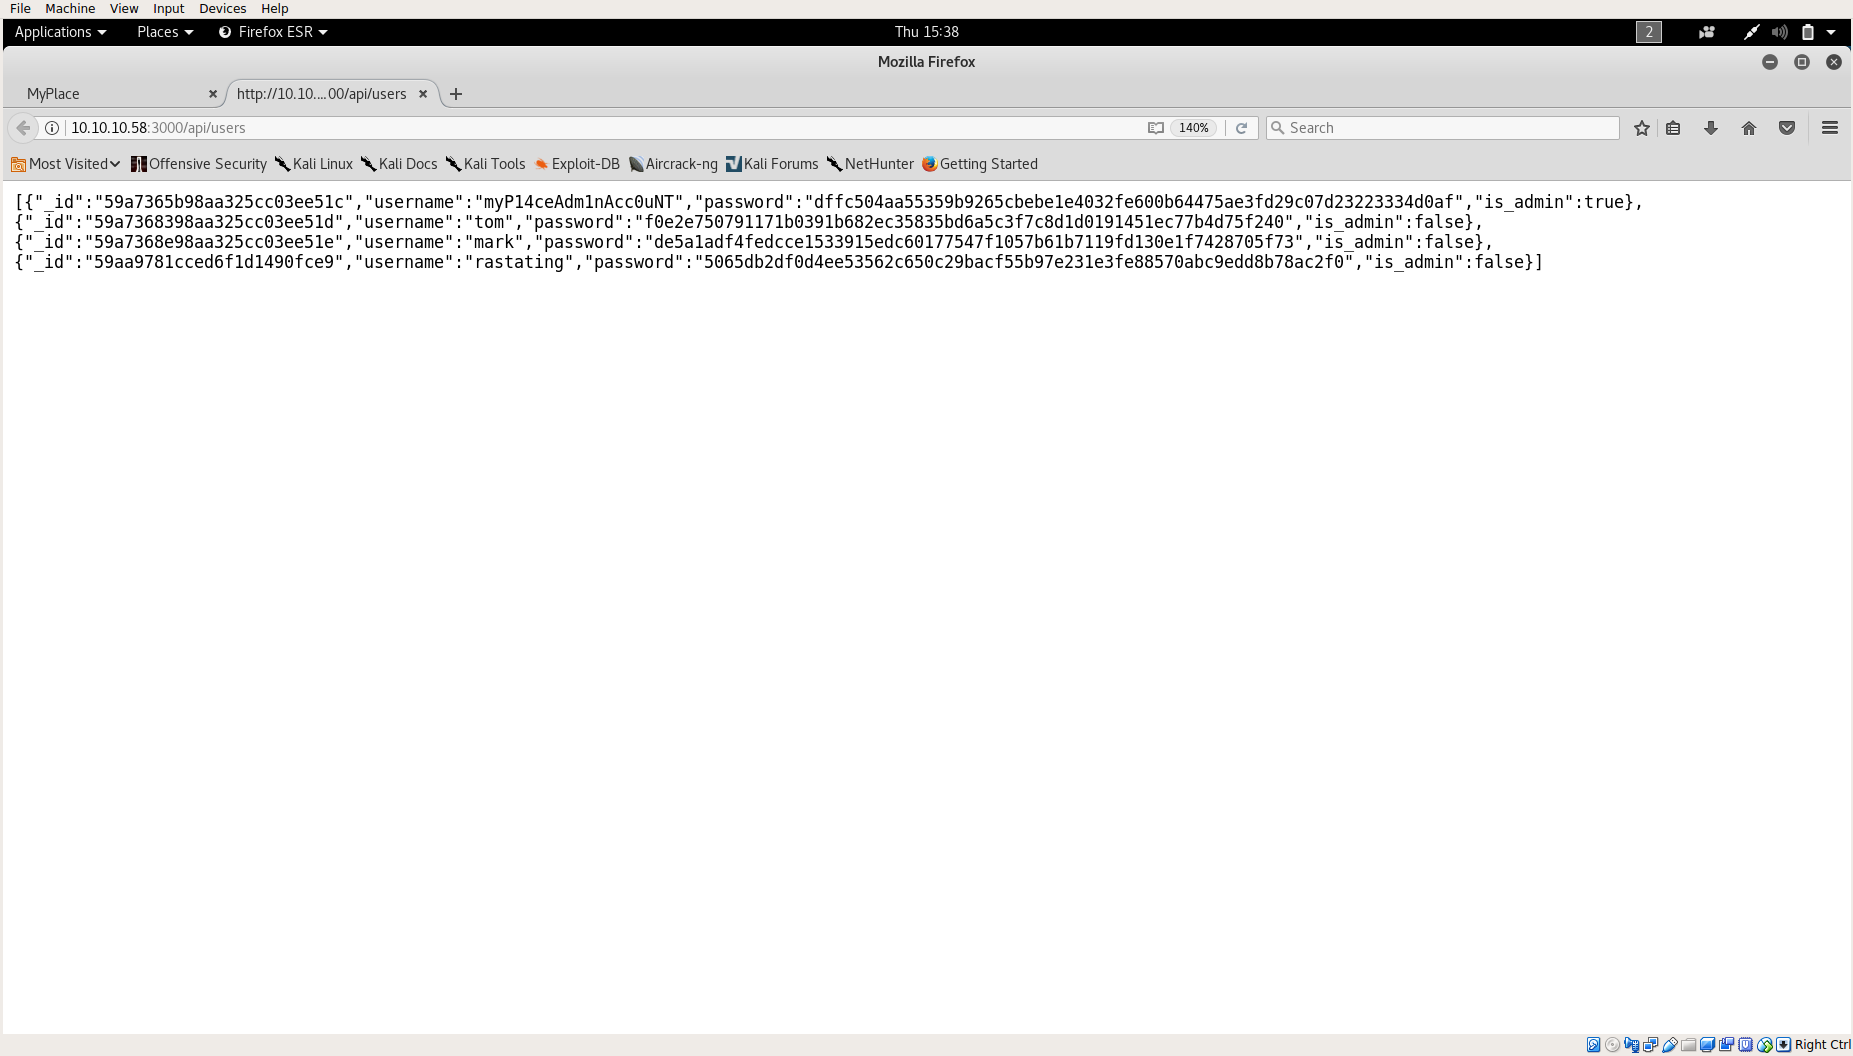 File Machine View Input Devices Help
Applications Places Firefox ESR Thu 15:38 2
Mozilla Firefox
MyPlace http://10.10....00/api/users
10.10.10.58:3000/api/users 140% Search
Most Visited Offensive Security Kali Linux Kali Docs Kali Tools Exploit-DB Aircrack-ng Kali Forums NetHunter Getting Started
[{"_id":"59a7365b98aa325cc03ee51c","username":"myP14ceAdm1nAcc0uNT","password":"dffc504aa55359b9265cbebe1e4032fe600b64475ae3fd29c07d23223334d0af","is_admin":true},
{"_id":"59a7368398aa325cc03ee51d","username":"tom","password":"f0e2e750791171b0391b682ec35835bd6a5c3f7c8d1d0191451ec77b4d75f240","is_admin":false},
{"_id":"59a7368e98aa325cc03ee51e","username":"mark","password":"de5a1adf4fedcce1533915edc60177547f1057b61b7119fd130e1f7428705f73","is_admin":false},
{"_id":"59aa9781cced6f1d1490fce9","username":"rastating","password":"5065db2df0d4ee53562c650c29bacf55b97e231e3fe88570abc9edd8b78ac2f0","is_admin":false}]
Right Ctrl